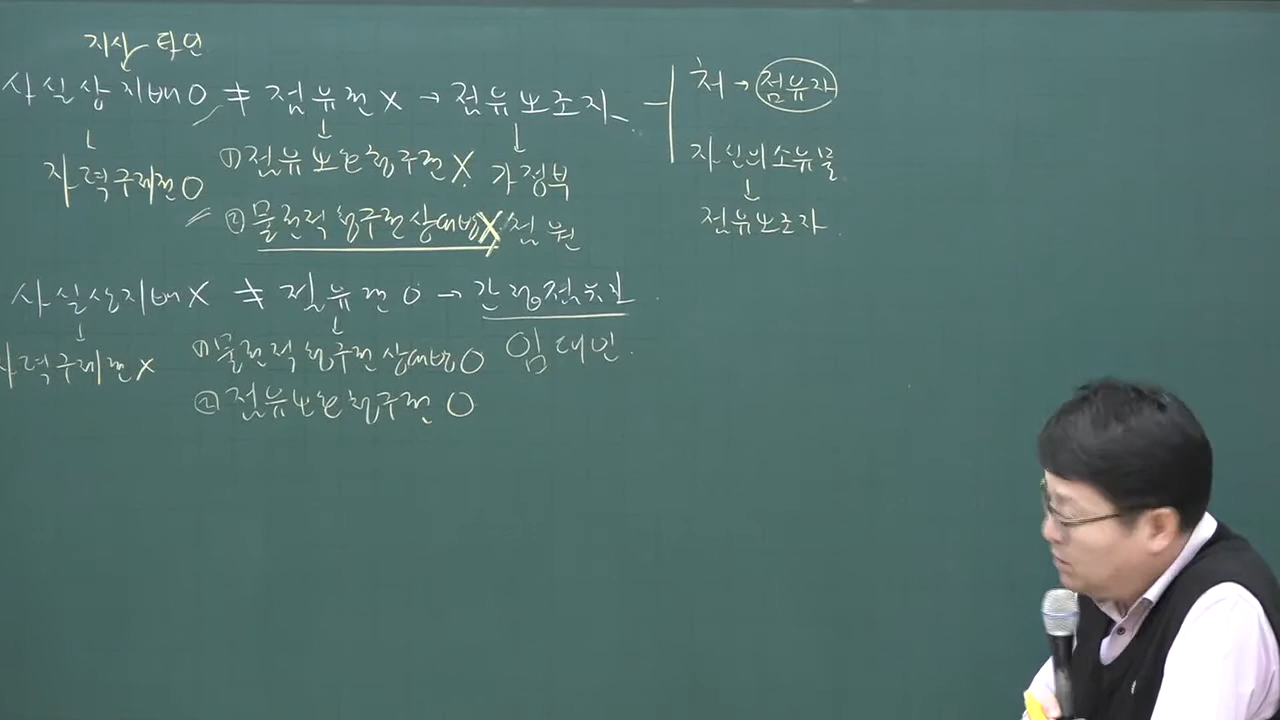 지시 타인
사실상 지배 O ≠ 점유권 X → 점유보조자
자력구제권 O
① 점유보호청구권 X 가정부
② 물권적 청구권 상대방 X 점원
처 → 점유자
자신의 소유물
↓
점유보조자
사실상 지배 X ≠ 점유권 O → 간접점유자
자력구제권 X
① 물권적 청구권 상대방 O 임대인
② 점유보호청구권 O